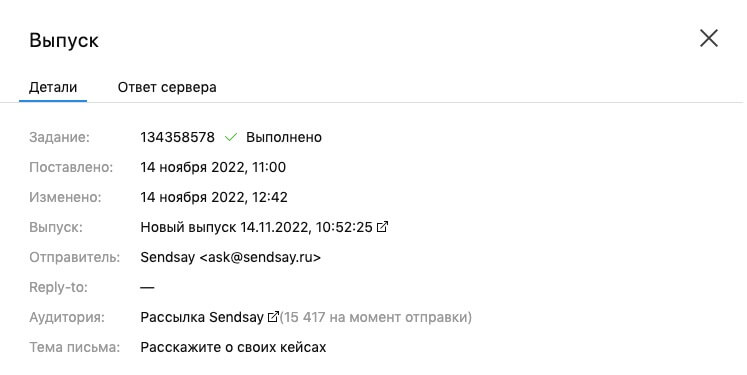 Выпуск
Детали Ответ сервера
Задание: 134358578 Выполнено
Поставлено: 14 ноября 2022, 11:00
Изменено: 14 ноября 2022, 12:42
Выпуск: Новый выпуск 14.11.2022, 10:52:25
Отправитель: Sendsay <ask@sendsay.ru>
Reply-to: —
Аудитория: Рассылка Sendsay (15 417 на момент отправки)
Тема письма: Расскажите о своих кейсах